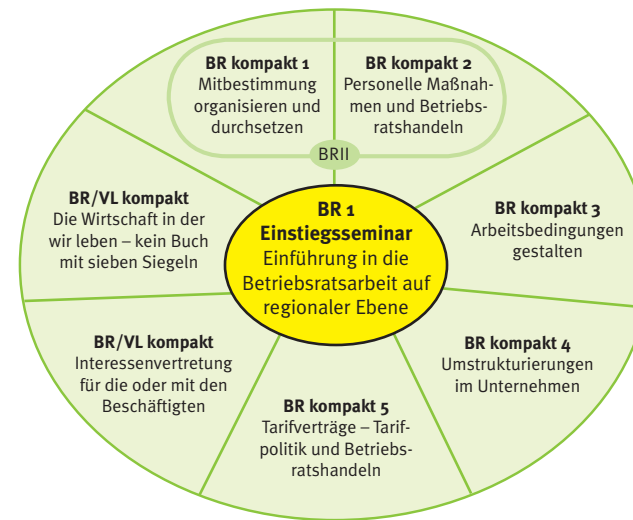 BR kompakt 1
Mitbestimmung
organisieren und
durchsetzen
BR kompakt 2
Personelle Maßnah-
men und Betriebs-
ratshandeln
BRII
BR/VL kompakt
Die Wirtschaft in der
wir leben – kein Buch
mit sieben Siegeln
BR 1
Einstiegsseminar
Einführung in die
Betriebsratsarbeit auf
regionaler Ebene
BR kompakt 3
Arbeitsbedingungen
gestalten
BR/VL kompakt
Interessenvertretung
für die oder mit den
Beschäftigten
BR kompakt 5
Tarifverträge – Tarif-
politik und Betriebs-
ratshandeln
BR kompakt 4
Umstrukturierungen
im Unternehmen